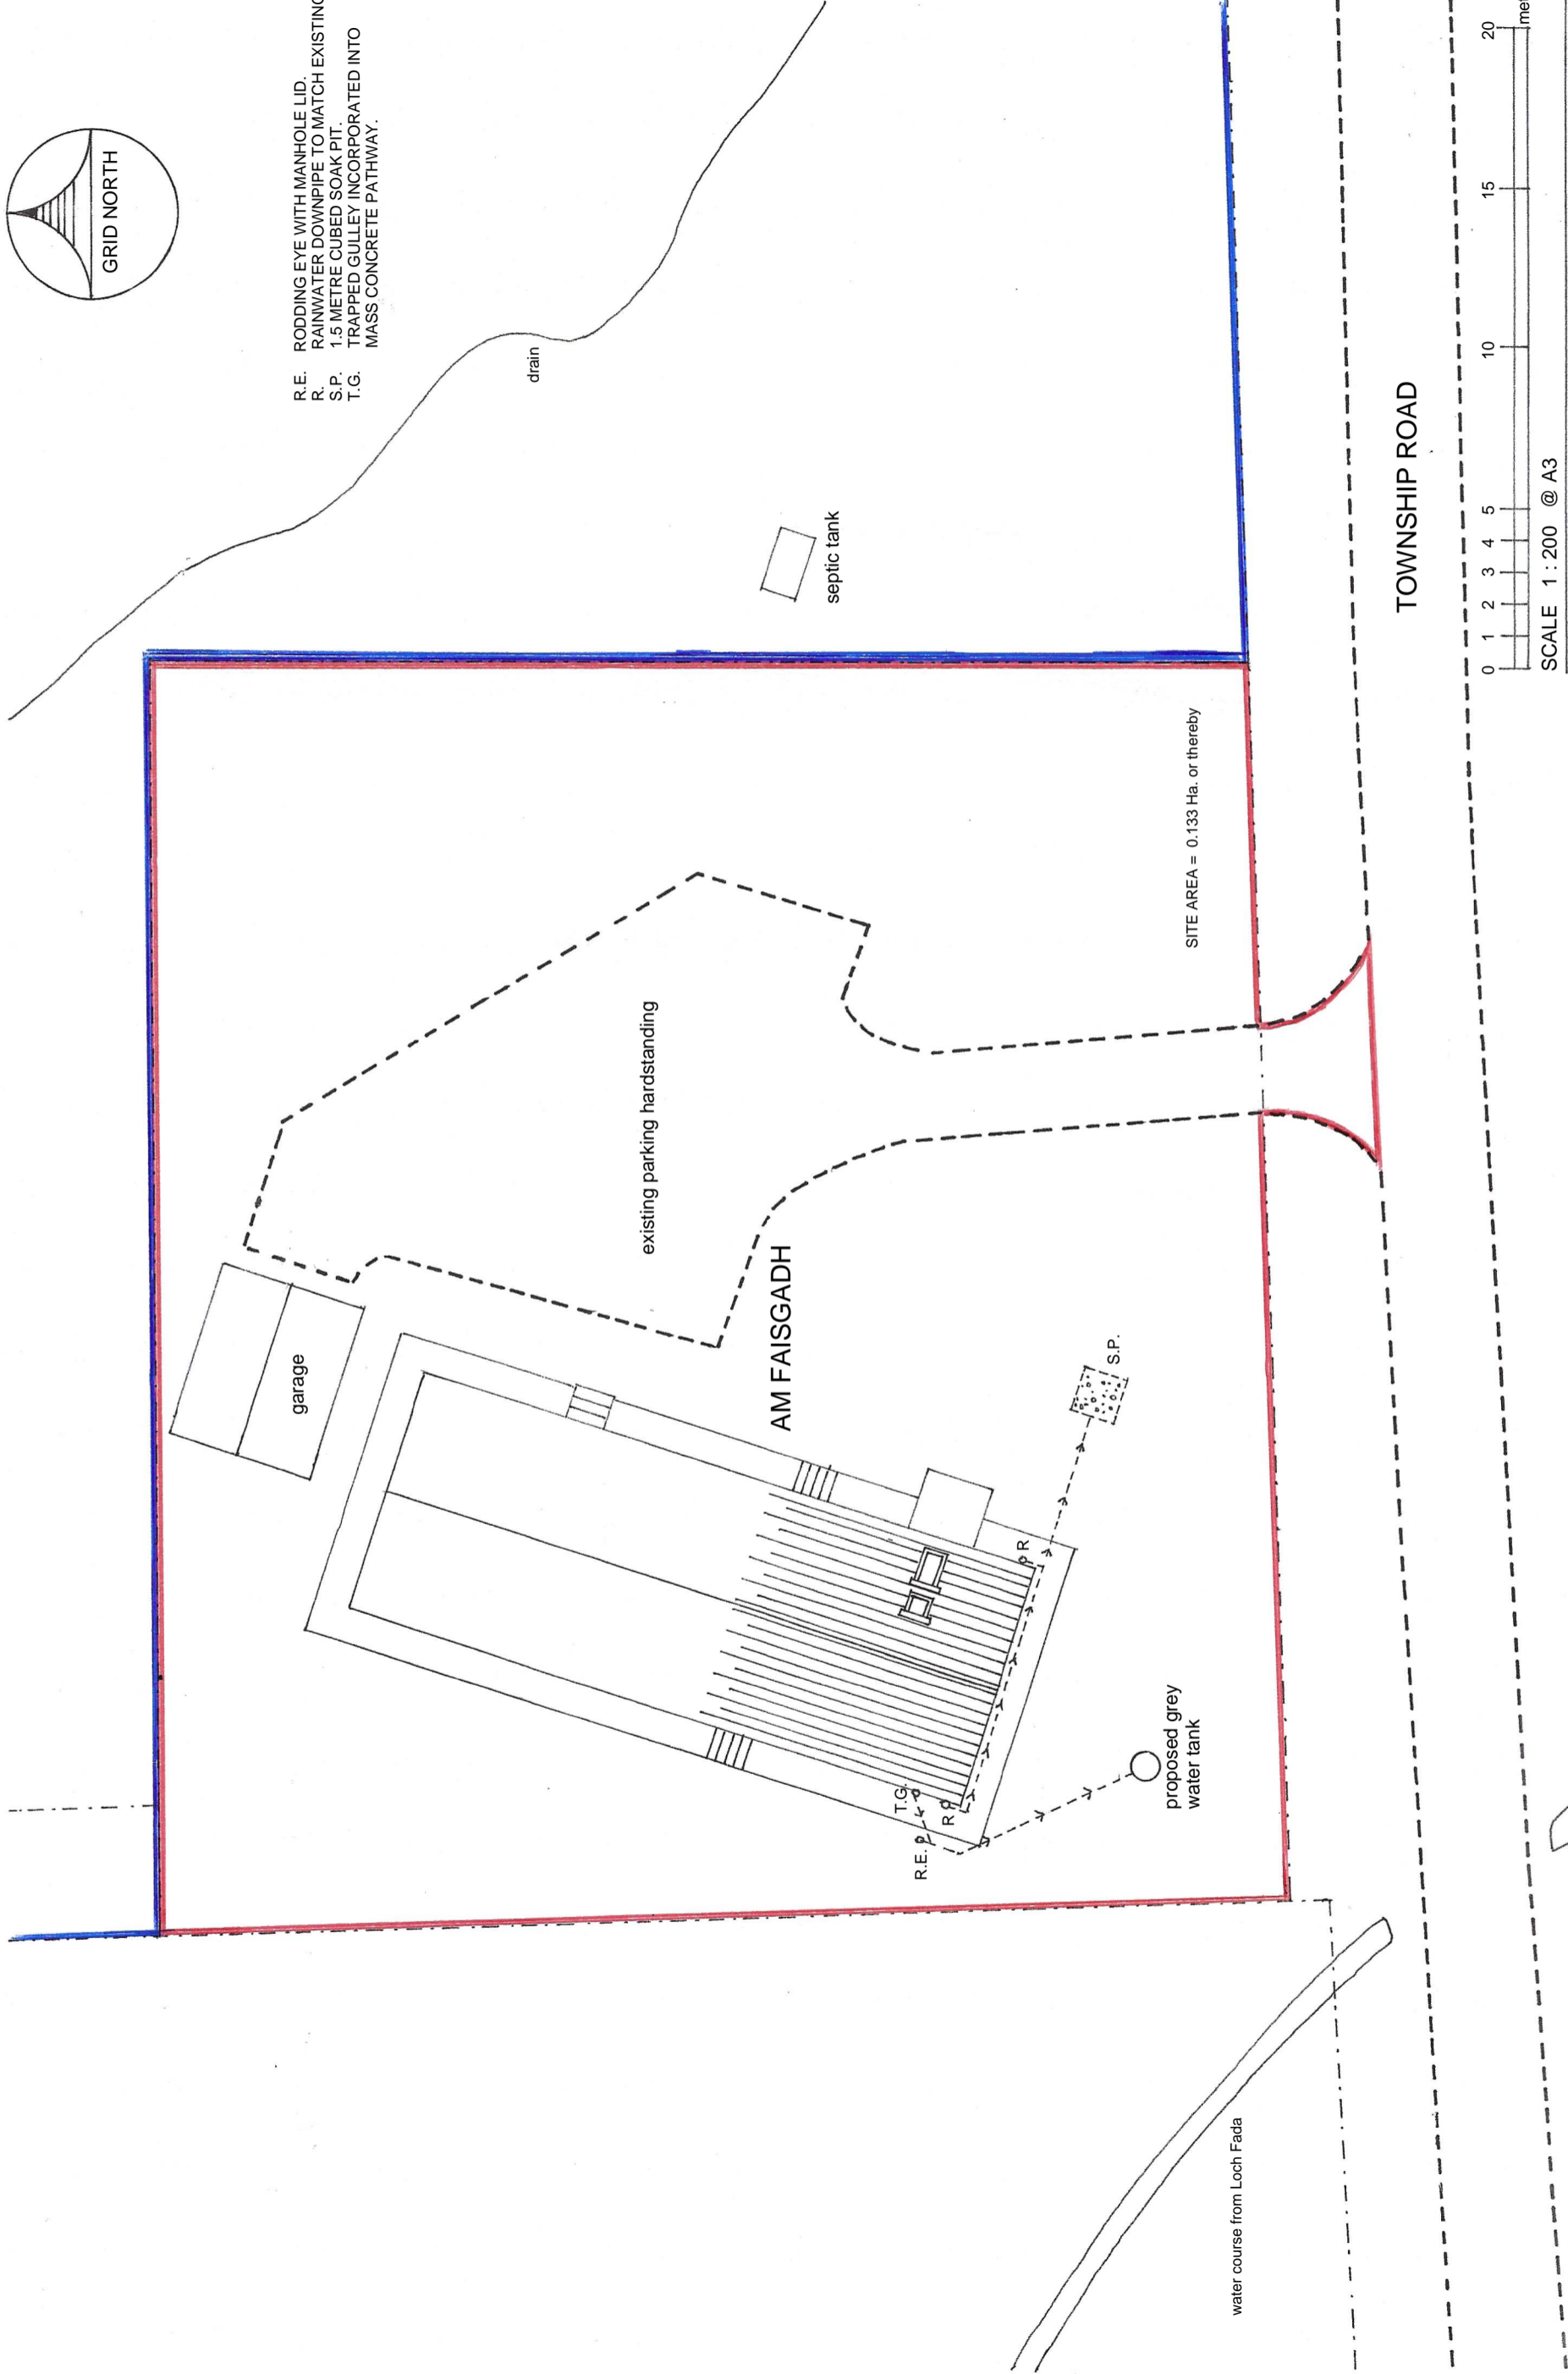 GRID NORTH
R.E. RODDING EYE WITH MANHOLE LID.
R. RAINWATER DOWNPIPE TO MATCH EXISTING
S.P. 1.5 METRE CUBED SOAK PIT.
T.G. TRAPPED GULLEY INCORPORATED INTO
MASS CONCRETE PATHWAY.
drain
septic tank
garage
existing parking hardstanding
AM FAISGADH
SITE AREA = 0.133 Ha. or thereby
T.G.
R.E.
R
R
S.P.
proposed grey
water tank
water course from Loch Fada
TOWNSHIP ROAD
0 1 2 3 4 5 10 15 20
SCALE 1 : 200 @ A3